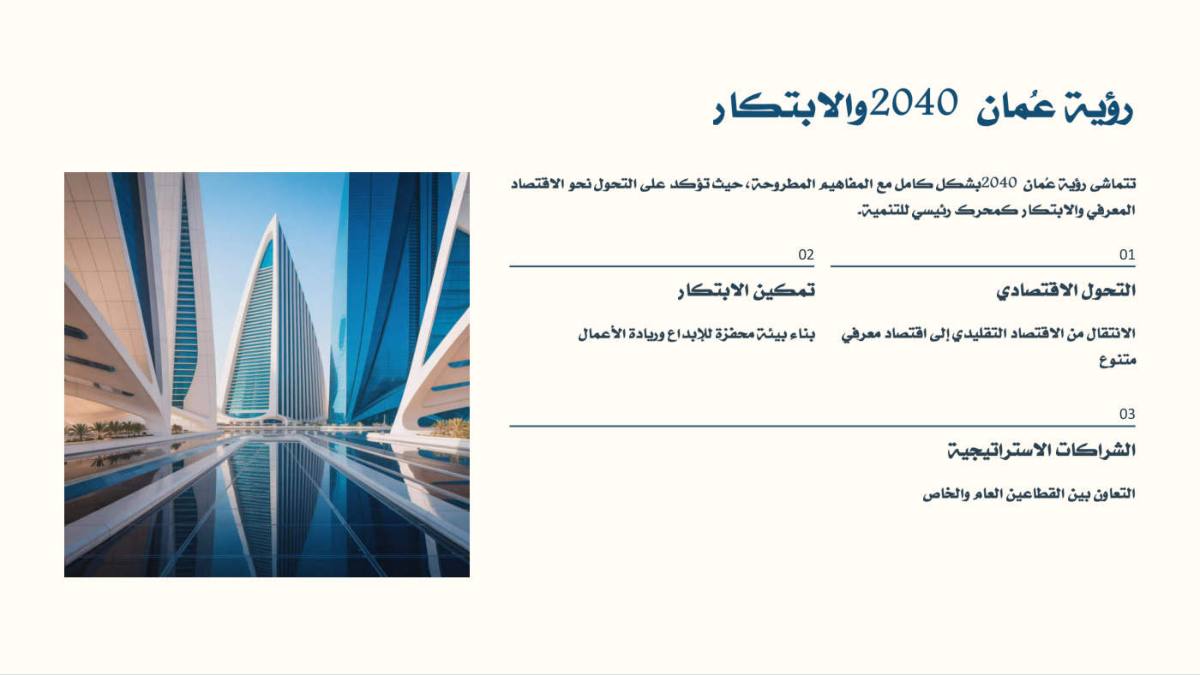 رؤية عُمان 2040 والابتكار
تتماشى رؤية عُمان 2040 بشكل كامل مع المفاهيم المطروحة، حيث تؤكد على التحول نحو الاقتصاد
المعرفي والابتكار كمحرك رئيسي للتنمية.
01
التحول الاقتصادي
الانتقال من الاقتصاد التقليدي إلى اقتصاد معرفي
متنوع
02
تمكين الابتكار
بناء بيئة محفزة للإبداع وريادة الأعمال
03
الشراكات الاستراتيجية
التعاون بين القطاعين العام والخاص